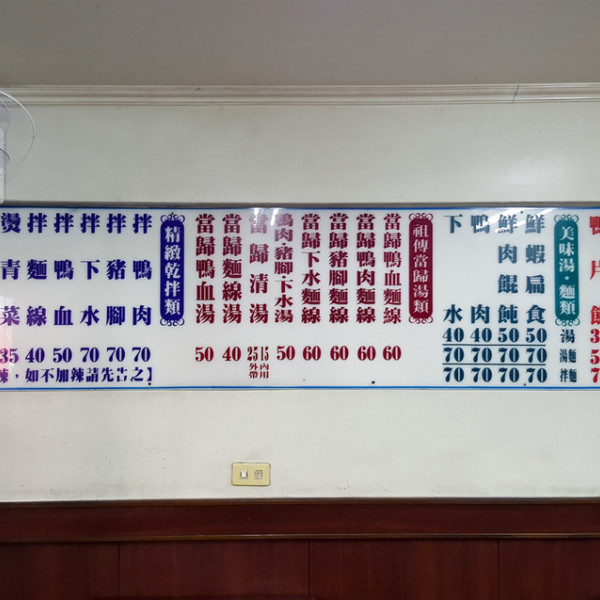 鴨片
美味湯．麵類
湯
湯麵
拌麵
鮮蝦扁食 50 70 70
鮮肉餛飩 50 70 70
鴨肉 40 70 70
下水 40 70 70
祖傳當歸湯類
當歸鴨血麵線 60
當歸鴨肉麵線 60
當歸豬腳麵線 60
當歸下水麵線 60
鴨肉．豬腳．下水湯 50
當歸清湯 15內用 25外帶
當歸麵線湯 40
當歸鴨血湯 50
精緻乾拌類
拌鴨肉 70
拌豬腳 70
拌下水 70
拌鴨血 50
拌麵線 40
燙青菜 35
辣，如不加辣請先告之】